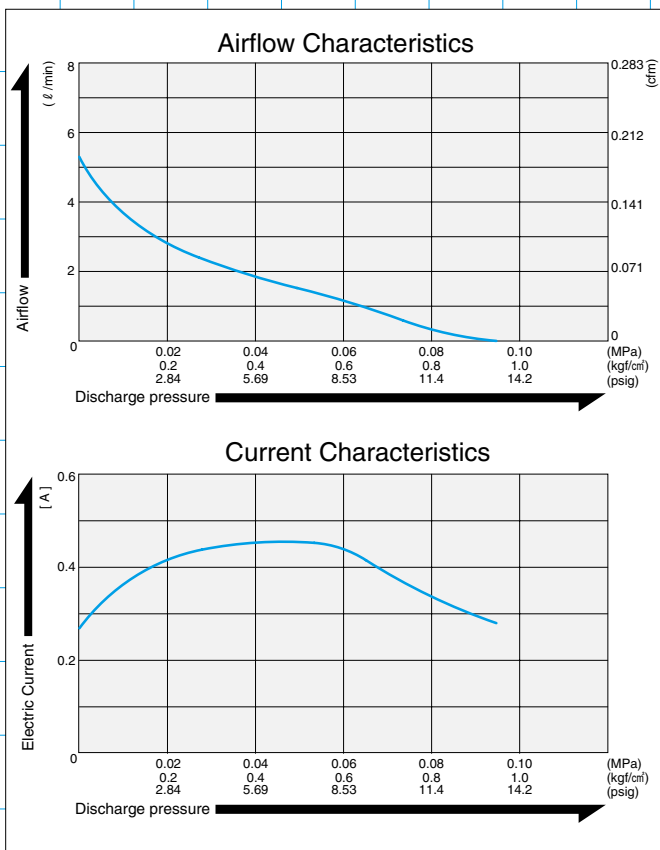 Airflow Characteristics
Airflow
(ℓ/min)
8
6
4
2
0
0.283
0.212
0.141
0.071
0
(cfm)
0.02 0.04 0.06 0.08 0.10 (MPa)
0.2 0.4 0.6 0.8 1.0 (kgf/c㎡)
2.84 5.69 8.53 11.4 14.2 (psig)
Discharge pressure
Current Characteristics
Electric Current
[ A ]
0.6
0.4
0.2
0
0.02 0.04 0.06 0.08 0.10 (MPa)
0.2 0.4 0.6 0.8 1.0 (kgf/c㎡)
2.84 5.69 8.53 11.4 14.2 (psig)
Discharge pressure